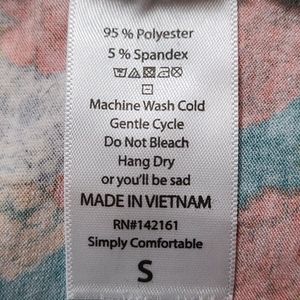 95 % Polyester
5 % Spandex
Machine Wash Cold
Gentle Cycle
Do Not Bleach
Hang Dry
or you'll be sad
MADE IN VIETNAM
RN#142161
Simply Comfortable
S